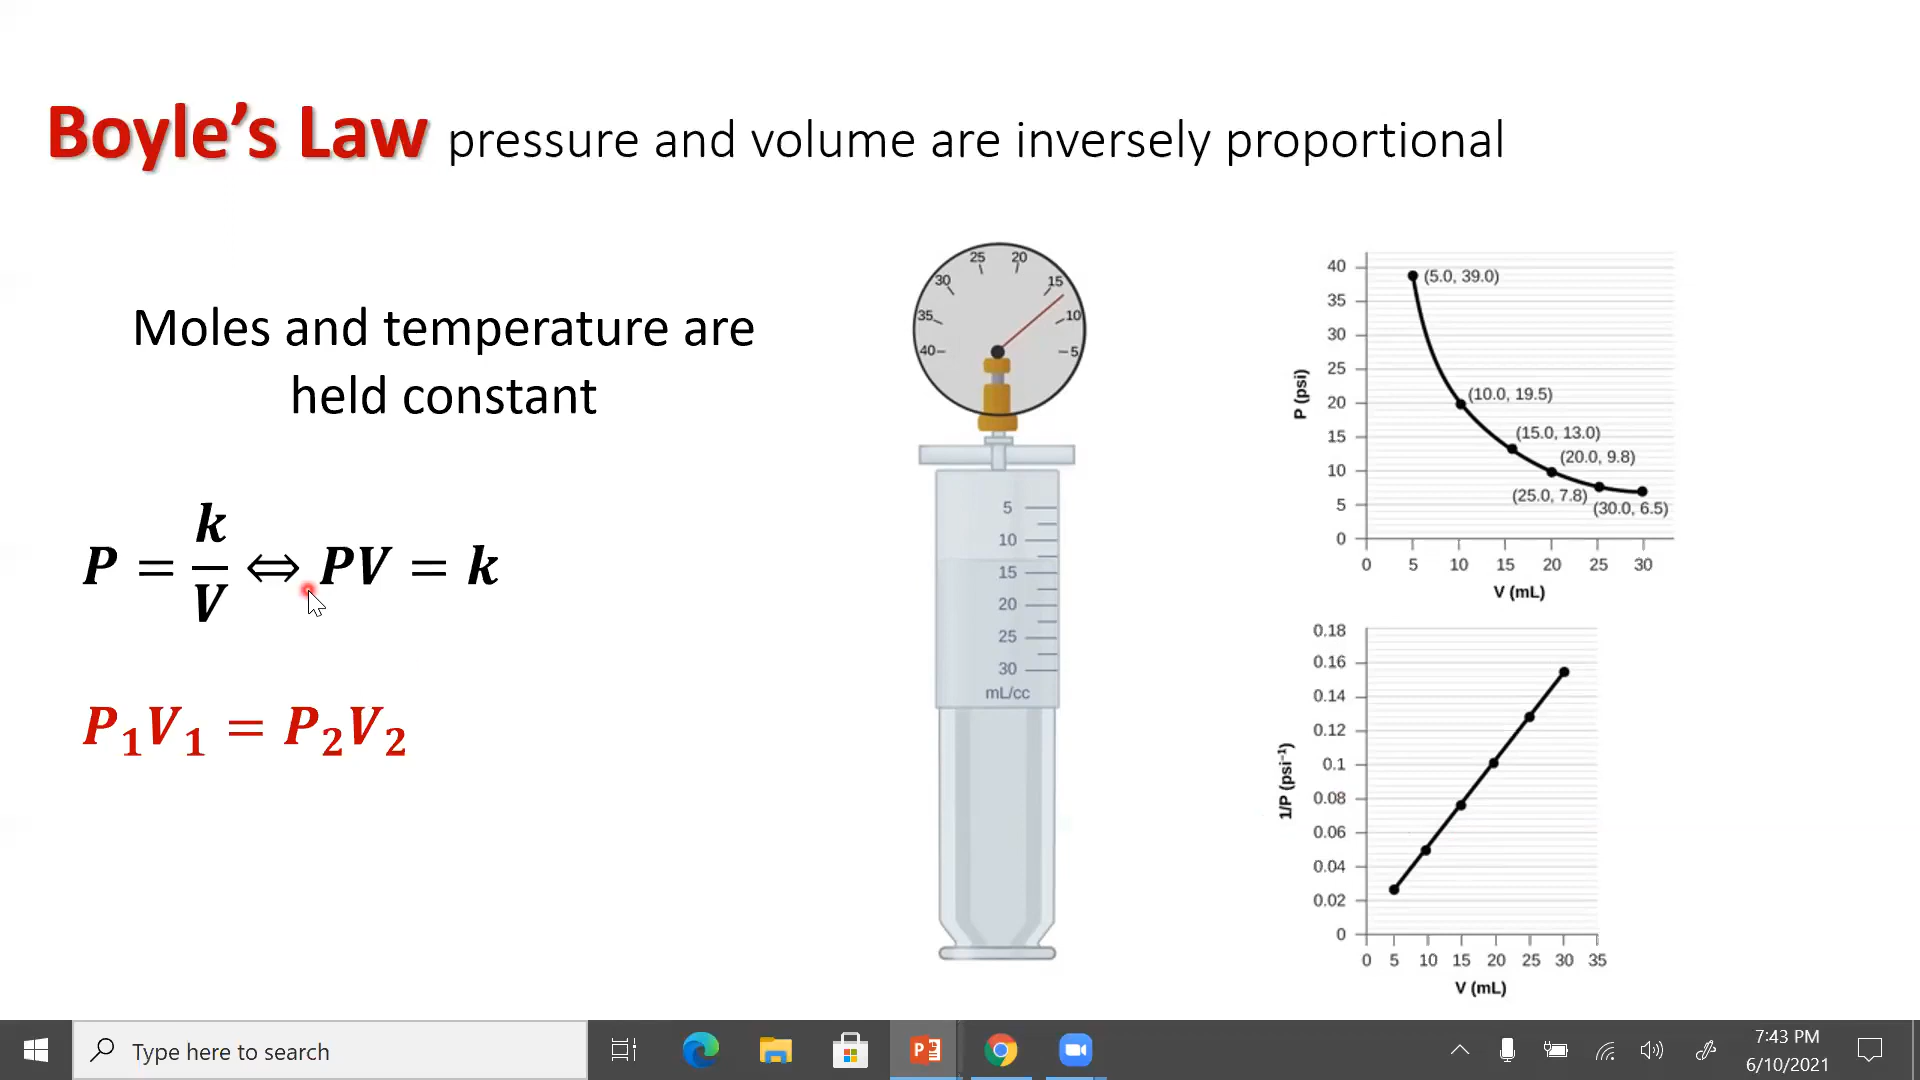 Boyle’s Law pressure and volume are inversely proportional
Moles and temperature are
held constant
P = k/V ⇔ PV = k
P₁V₁ = P₂V₂
25 20
30 15
35 10
40 5
5
10
15
20
25
30
mL/cc
P (psi)
40
35
30
25
20
15
10
5
0
(5.0, 39.0)
(10.0, 19.5)
(15.0, 13.0)
(20.0, 9.8)
(25.0, 7.8)
(30.0, 6.5)
0 5 10 15 20 25 30
V (mL)
1/P (psi⁻¹)
0.18
0.16
0.14
0.12
0.1
0.08
0.06
0.04
0.02
0
0 5 10 15 20 25 30 35
V (mL)
Type here to search
7:43 PM
6/10/2021